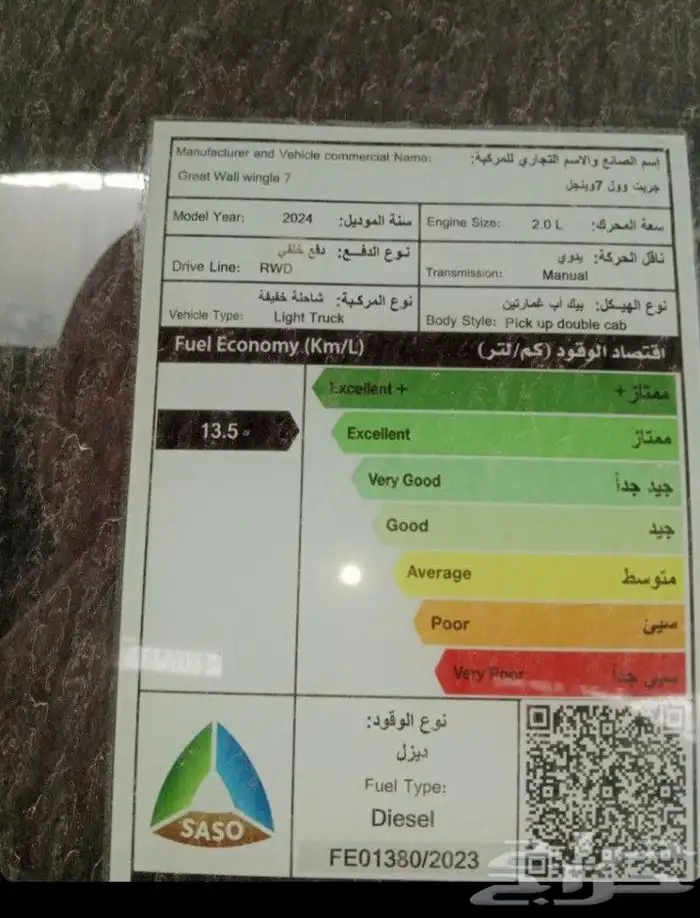 Manufacturer and Vehicle commercial Name: إسم الصانع والاسم التجاري للمركبة:
Great Wall wingle 7 جريت وول 7وينجل
Model Year: 2024 سنة الموديل:
Engine Size: 2.0 L سعة المحرك:
نوع الدفع: دفع خلفي
Drive Line: RWD
ناقل الحركة: يدوي
Transmission: Manual
نوع المركبة: شاحنة خفيفة
Vehicle Type: Light Truck
نوع الهيكل: بيك أب غمارتين
Body Style: Pick up double cab
Fuel Economy (Km/L) اقتصاد الوقود (كم/لتر)
Excellent + ممتاز +
13.5
Excellent ممتاز
Very Good جيد جداً
Good جيد
Average متوسط
Poor سيئ
Very Poor سيئ جداً
نوع الوقود:
ديزل
Fuel Type:
Diesel
SASO
FE01380/2023
حراج